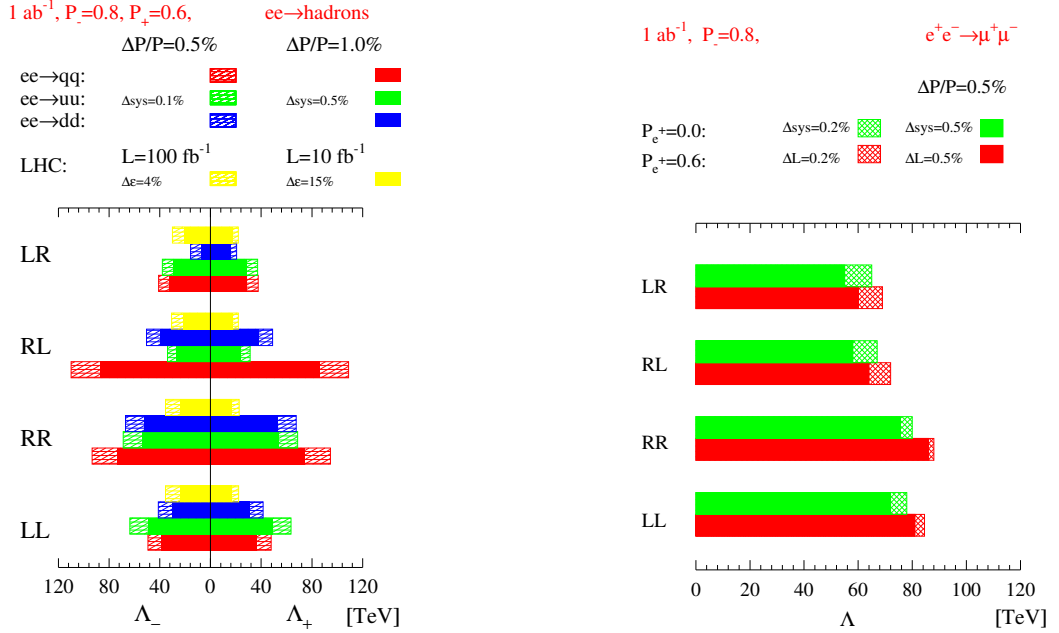 1 ab⁻¹, P₋=0.8, P₊=0.6, ee→hadrons
ΔP/P=0.5% ΔP/P=1.0%
ee→qq:
ee→uu: Δsys=0.1% Δsys=0.5%
ee→dd:
LHC: L=100 fb⁻¹ L=10 fb⁻¹
Δε=4% Δε=15%
LR
RL
RR
LL
120 80 40 0 40 80 120
Λ₋ Λ₊ [TeV]
1 ab⁻¹, P₋=0.8, e⁺e⁻→μ⁺μ⁻
ΔP/P=0.5%
Pₑ⁺=0.0: Δsys=0.2% Δsys=0.5%
Pₑ⁺=0.6: ΔL=0.2% ΔL=0.5%
LR
RL
RR
LL
0 20 40 60 80 100 120
Λ [TeV]